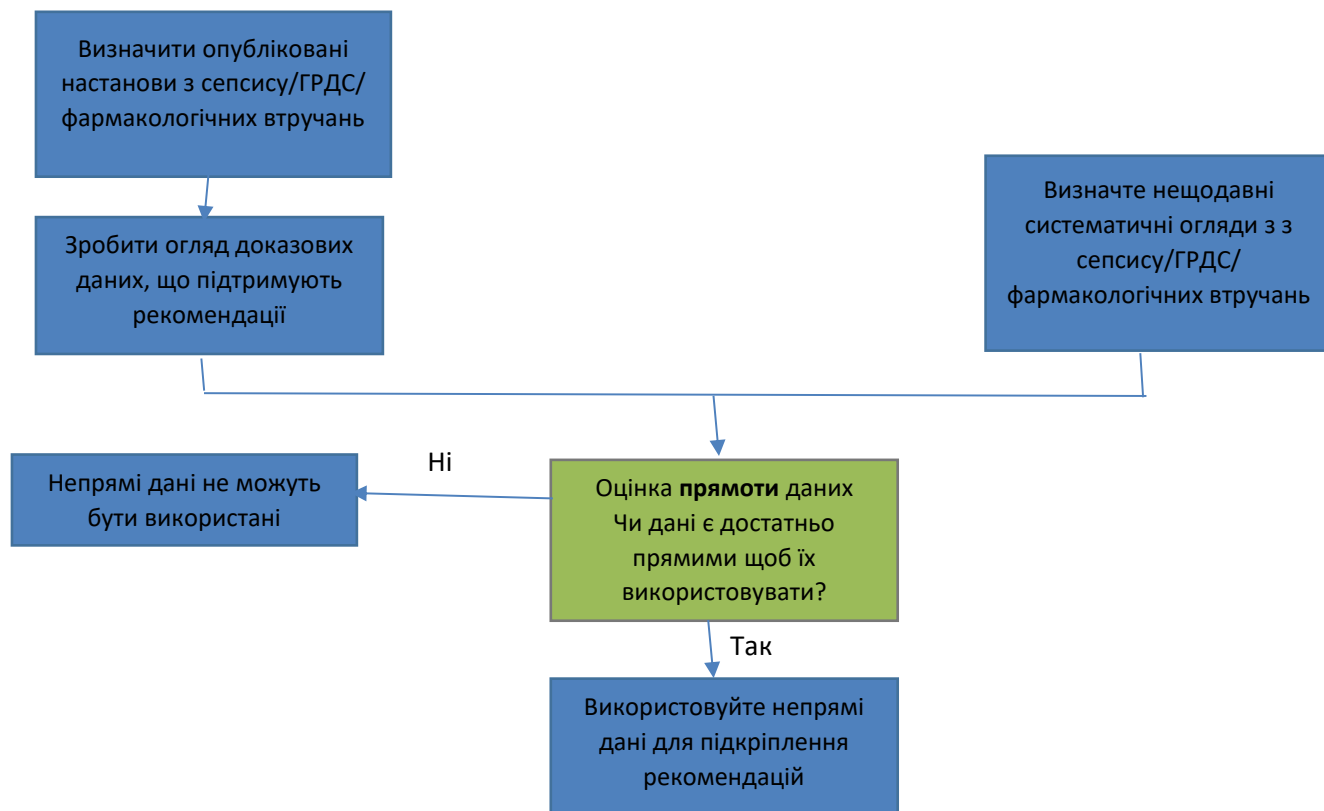 Визначити опубліковані
настанови з сепсису/ГРДС/
фармакологічних втручань
Зробити огляд доказових
даних, що підтримують
рекомендації
Визначте нещодавні
систематичні огляди з з
сепсису/ГРДС/
фармакологічних втручань
Ні
Непрямі дані не можуть
бути використані
Оцінка прямоти даних
Чи дані є достатньо
прямими щоб їх
використовувати?
Так
Використовуйте непрямі
дані для підкріплення
рекомендацій